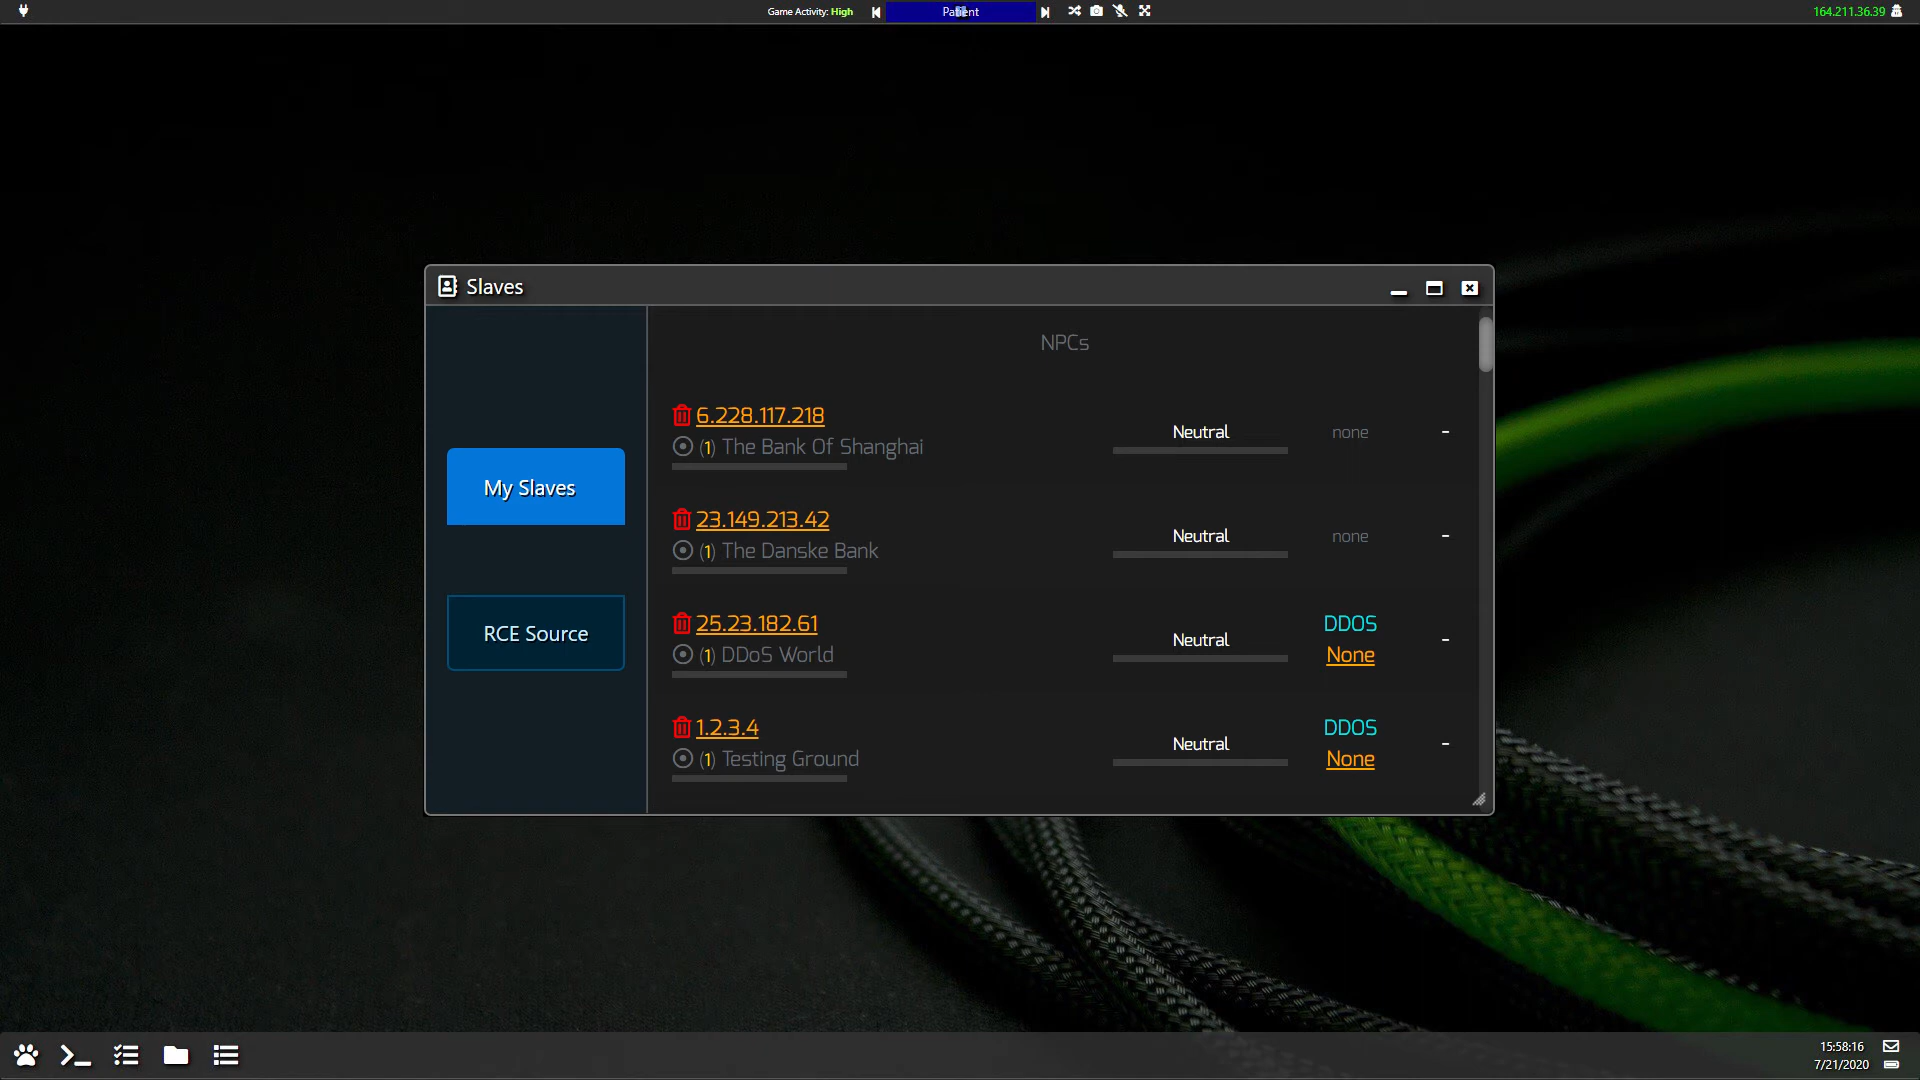 Game Activity: High
Patient
164.211.36.39
Slaves
NPCs
My Slaves
RCE Source
6.228.117.218
(1) The Bank Of Shanghai
Neutral
none
-
23.149.213.42
(1) The Danske Bank
Neutral
none
-
25.23.182.61
(1) DDoS World
Neutral
DDOS
None
-
1.2.3.4
(1) Testing Ground
Neutral
DDOS
None
-
15:58:16
7/21/2020